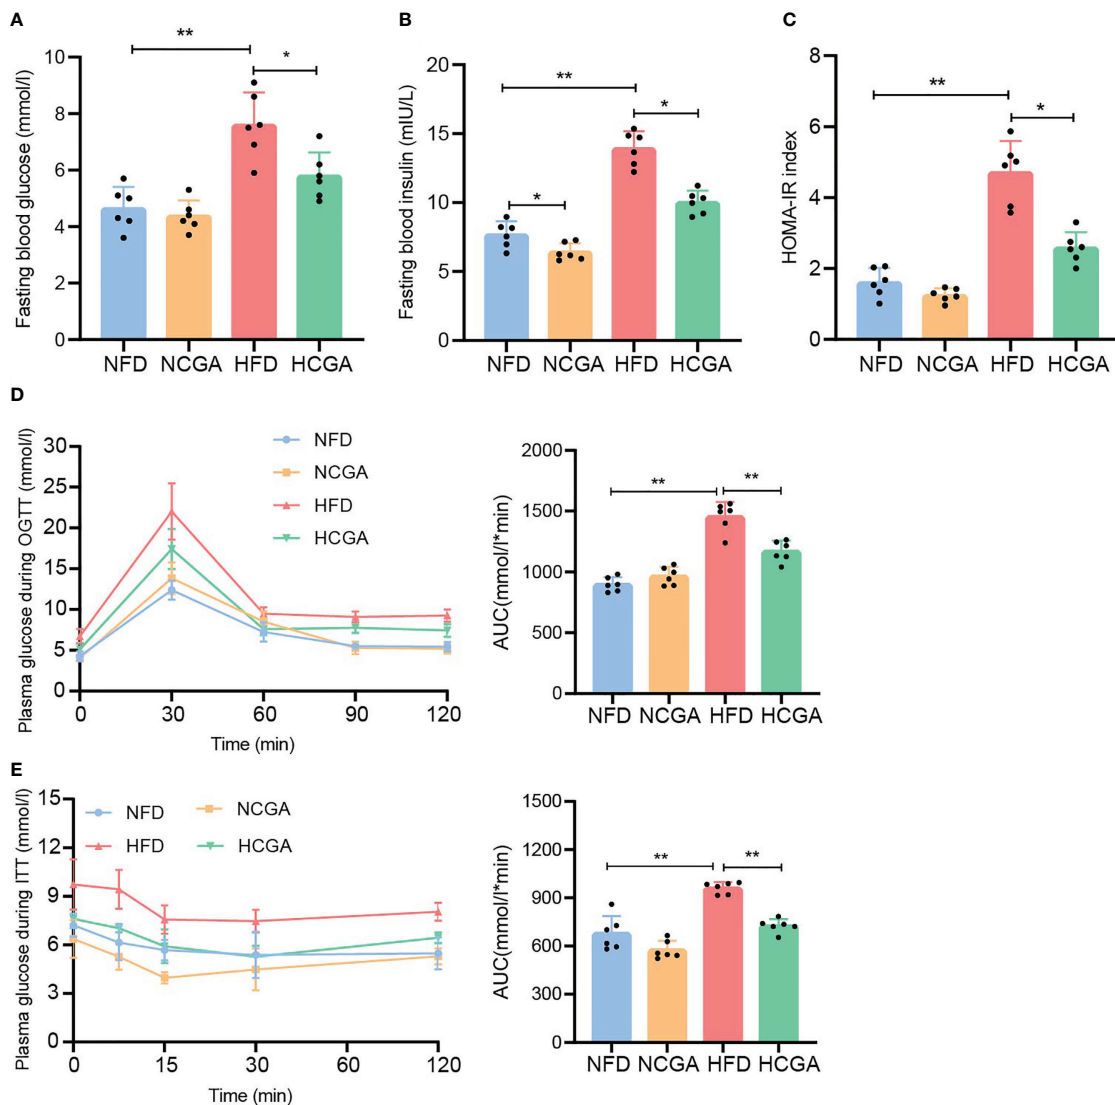 A
Fasting blood glucose (mmol/l)
10
8
6
4
2
0
**
*
NFD NCGA HFD HCGA
B
Fasting blood insulin (mIU/L)
20
15
10
5
0
**
*
*
NFD NCGA HFD HCGA
C
HOMA-IR index
8
6
4
2
0
**
*
NFD NCGA HFD HCGA
D
Plasma glucose during OGTT (mmol/l)
30
25
20
15
10
5
0
NFD
NCGA
HFD
HCGA
0 30 60 90 120
Time (min)
AUC(mmol/l*min)
2000
1500
1000
500
0
** **
NFD NCGA HFD HCGA
E
Plasma glucose during ITT (mmol/l)
15
12
9
6
3
0
NFD NCGA
HFD HCGA
0 15 30 60 120
Time (min)
AUC(mmol/l*min)
1500
1200
900
600
300
0
** **
NFD NCGA HFD HCGA